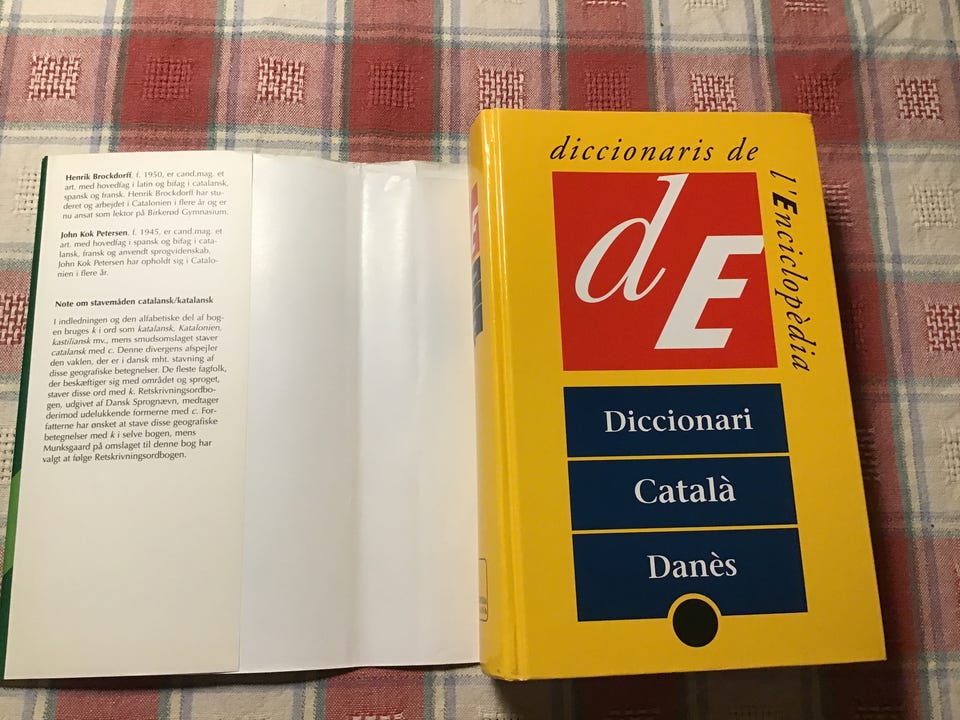 Henrik Brockdorff, f. 1950, er cand.mag. et
art. med hovedfag i latin og bifag i catalansk,
spansk og fransk. Henrik Brockdorff har stu-
deret og arbejdet i Catalonien i flere år og er
nu ansat som lektor på Birkerød Gymnasium.
John Kok Petersen, f. 1945, er cand.mag. et
art. med hovedfag i spansk og bifag i cata-
lansk, fransk og anvendt sprogvidenskab.
John Kok Petersen har opholdt sig i Catalo-
nien i flere år.
Note om stavemåden catalansk/katalansk
I indledningen og den alfabetiske del af bog-
en bruges k i ord som katalansk, Katalonien,
kastiliansk mv., mens smudsomslaget staver
catalansk med c. Denne divergens afspejler
den vaklen, der er i dansk mht. stavning af
disse geografiske betegnelser. De fleste fagfolk,
der beskæftiger sig med området og sproget,
staver disse ord med k. Retskrivningsordbo-
gen, udgivet af Dansk Sprognævn, medtager
derimod udelukkende formerne med c. For-
fatterne har ønsket at stave disse geografiske
betegnelser med k i selve bogen, mens
Munksgaard på omslaget til denne bog har
valgt at følge Retskrivningsordbogen.
diccionaris de
l'Enciclopèdia
dE
Diccionari
Català
Danès